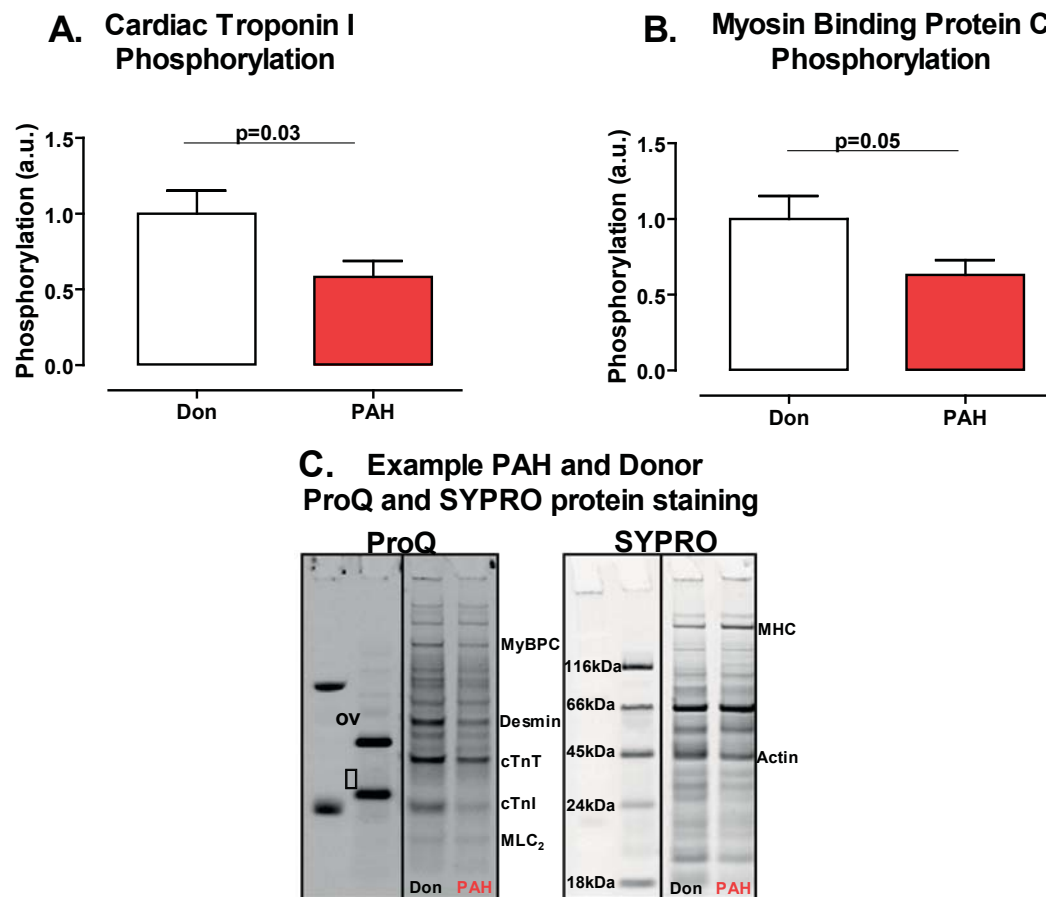 A. Cardiac Troponin I
Phosphorylation
Phosphorylation (a.u.)
1.5
1.0
0.5
0.0
p=0.03
Don PAH
B. Myosin Binding Protein C
Phosphorylation
Phosphorylation (a.u.)
1.5
1.0
0.5
0.0
p=0.05
Don PAH
C. Example PAH and Donor
ProQ and SYPRO protein staining
ProQ
ov
MyBPC
Desmin
cTnT
cTnI
MLC₂
Don PAH
SYPRO
MHC
116kDa
66kDa
45kDa
Actin
24kDa
18kDa
Don PAH